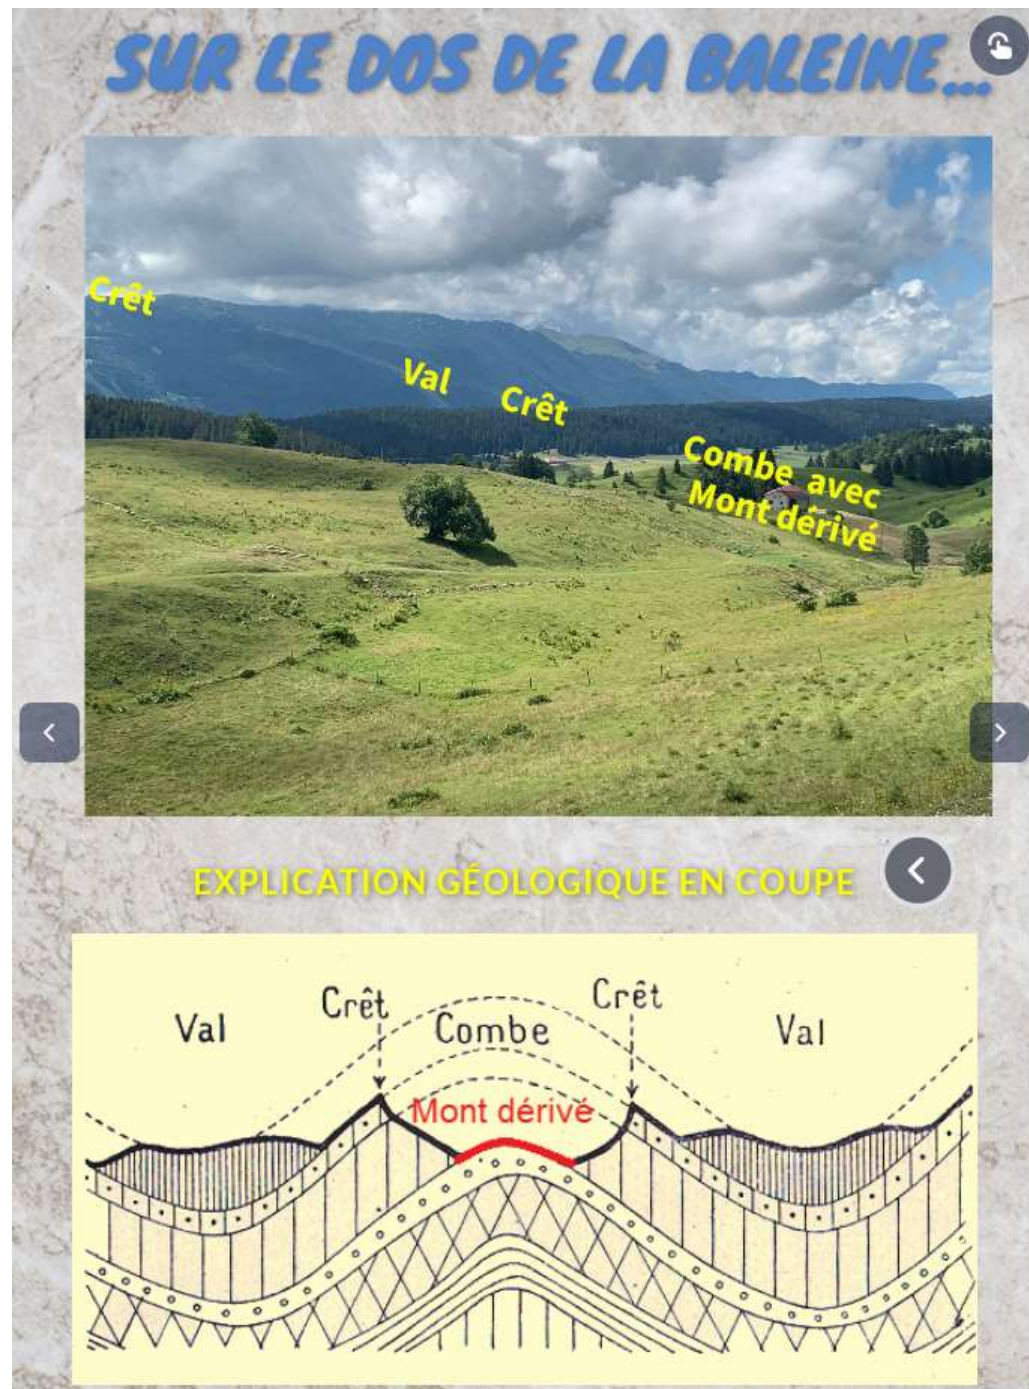 SUR LE DOS DE LA BALEINE...
Crêt
Val
Crêt
Combe avec
Mont dérivé
EXPLICATION GÉOLOGIQUE EN COUPE
Val
Crêt
Combe
Crêt
Val
Mont dérivé